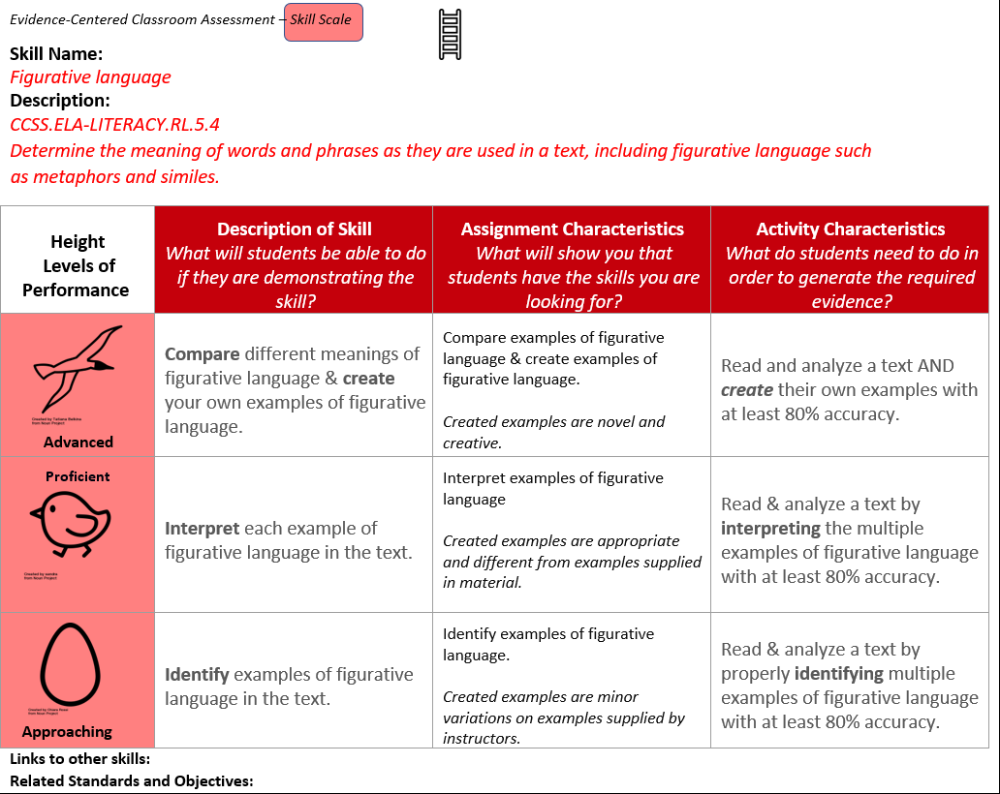 Evidence-Centered Classroom Assessment – Skill Scale
Skill Name:
Figurative language
Description:
CCSS.ELA-LITERACY.RL.5.4
Determine the meaning of words and phrases as they are used in a text, including figurative language such
as metaphors and similes.
Height
Levels of
Performance
Description of Skill
What will students be able to do
if they are demonstrating the
skill?
Assignment Characteristics
What will show you that
students have the skills you are
looking for?
Activity Characteristics
What do students need to do in
order to generate the required
evidence?
Created by Tatiana Belkina
from Noun Project
Advanced
Compare different meanings of
figurative language & create
your own examples of figurative
language.
Compare examples of figurative
language & create examples of
figurative language.
Created examples are novel and
creative.
Read and analyze a text AND
create their own examples with
at least 80% accuracy.
Proficient
Created by sandra
from Noun Project
Interpret each example of
figurative language in the text.
Interpret examples of figurative
language
Created examples are appropriate
and different from examples supplied
in material.
Read & analyze a text by
interpreting the multiple
examples of figurative language
with at least 80% accuracy.
Created by
from Noun Project
Approaching
Identify examples of figurative
language in the text.
Identify examples of figurative
language.
Created examples are minor
variations on examples supplied by
instructors.
Read & analyze a text by
properly identifying multiple
examples of figurative language
with at least 80% accuracy.
Links to other skills:
Related Standards and Objectives: